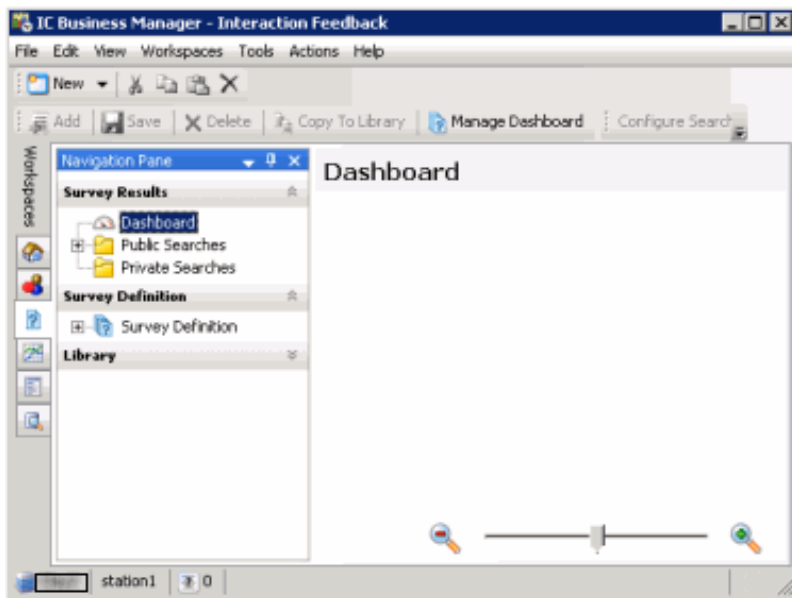 IC Business Manager - Interaction Feedback
File Edit View Workspaces Tools Actions Help
New
Add Save Delete Copy To Library Manage Dashboard Configure Search
Workspaces
Navigation Pane
Dashboard
Survey Results
Dashboard
Public Searches
Private Searches
Survey Definition
Survey Definition
Library
station1 0